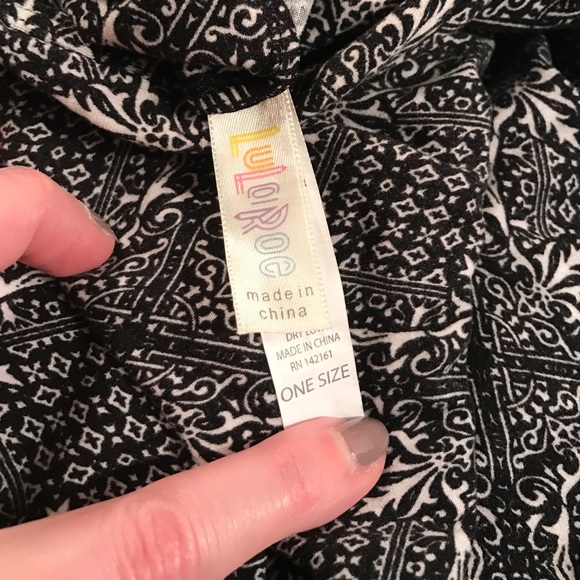 LuLaRoe
made in
china
DRY LOW
MADE IN CHINA
RN 142161
ONE SIZE